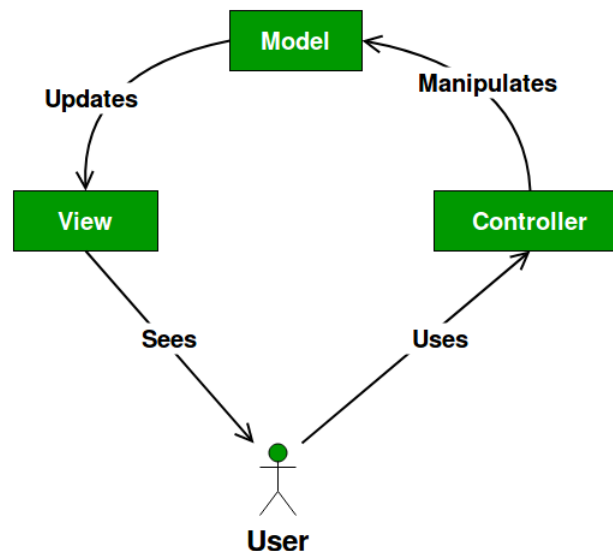 Model
Updates
Manipulates
View
Controller
Sees
Uses
User